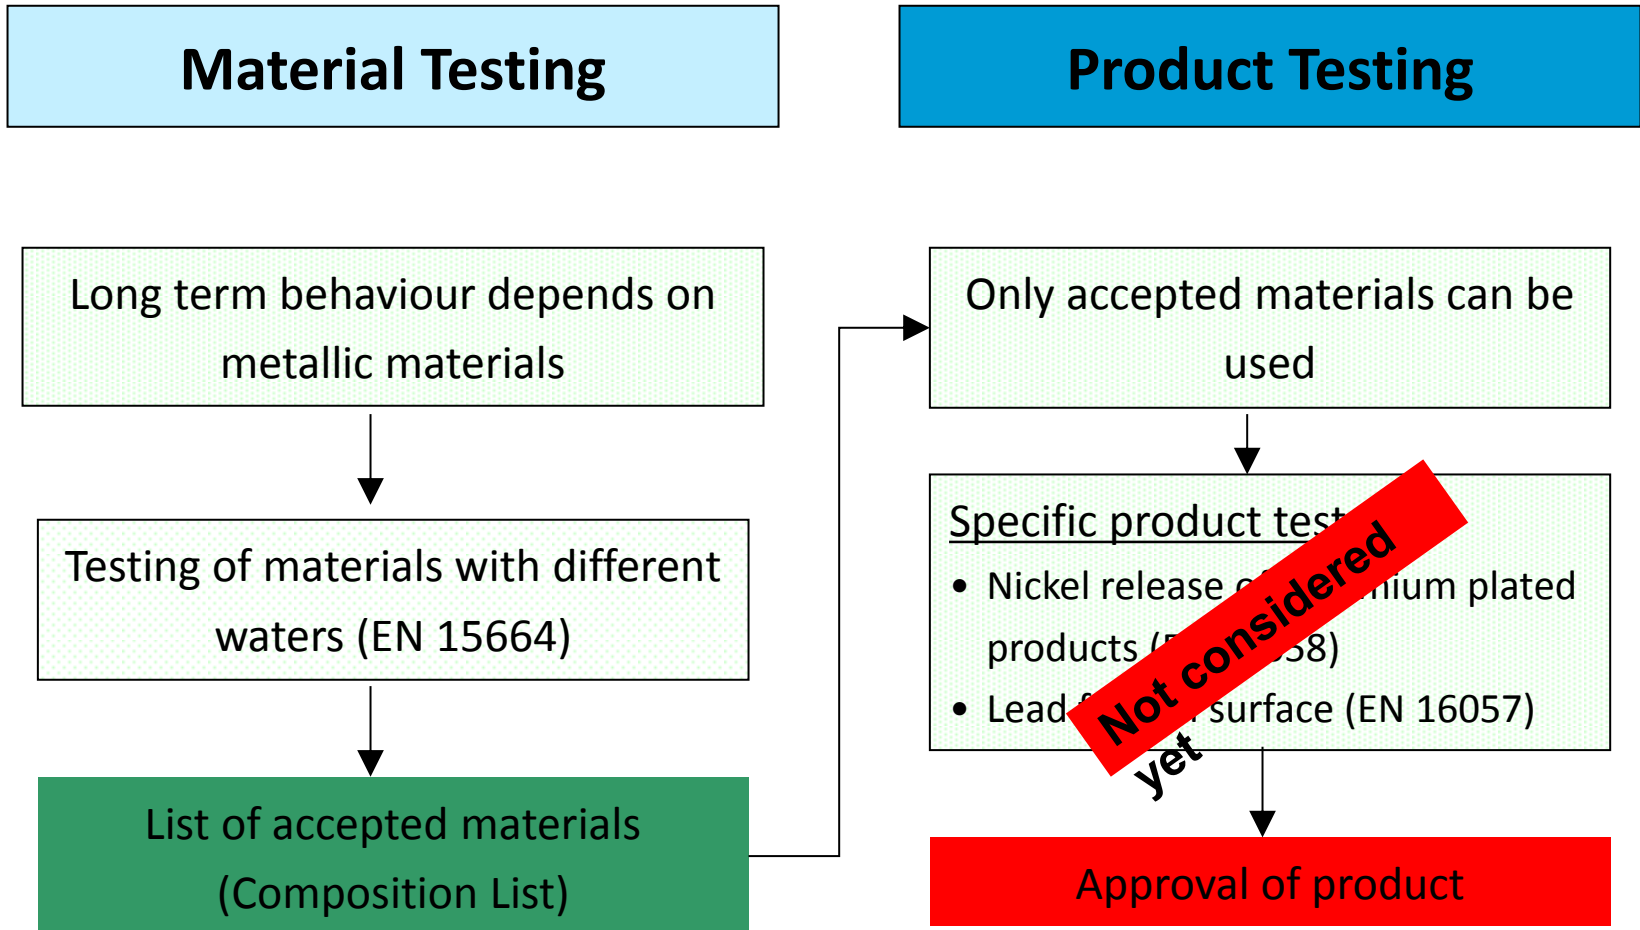 Material Testing
Product Testing
Long term behaviour depends on
metallic materials
Testing of materials with different
waters (EN 15664)
List of accepted materials
(Composition List)
Only accepted materials can be
used
Specific product test
• Nickel release plated
products
• Lead surface (EN 16057)
Not considered
yet
Approval of product